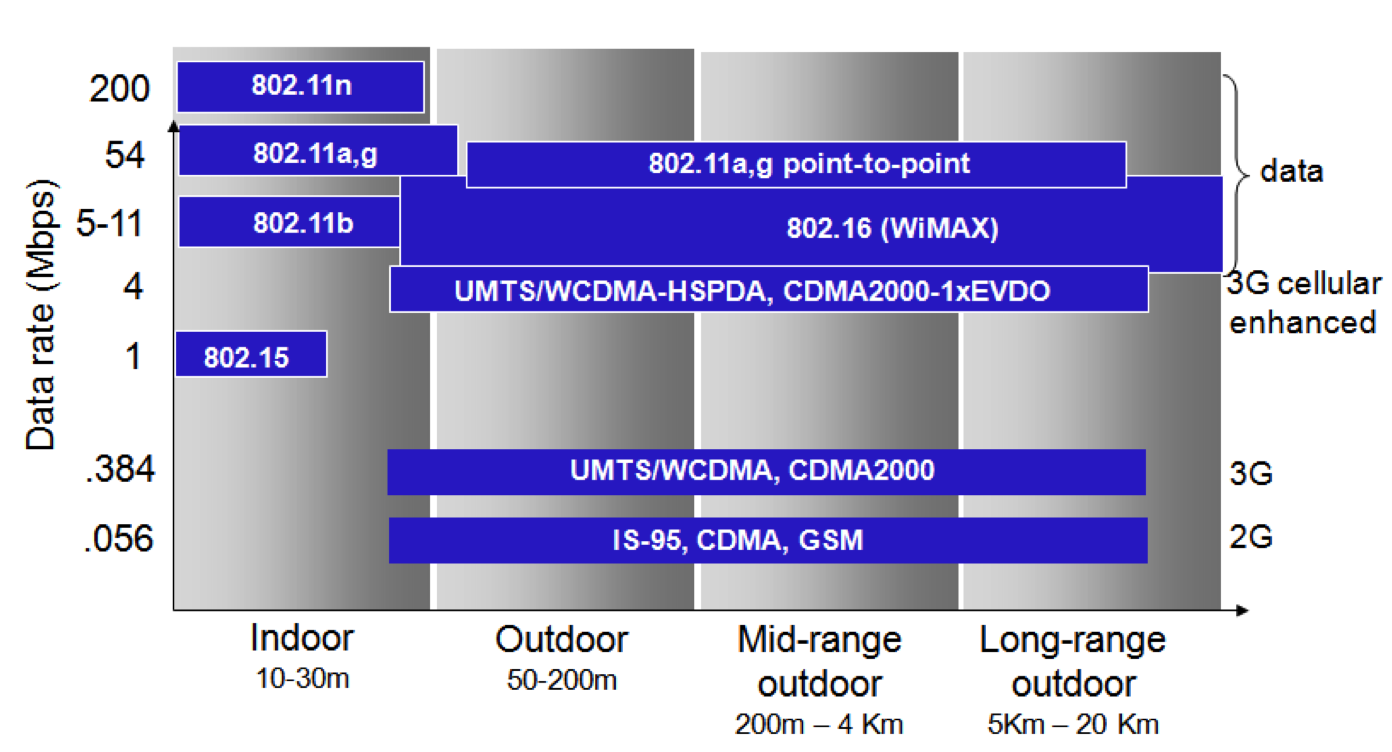 200
802.11n
54
802.11a,g
802.11a,g point-to-point
data
5-11
802.11b
802.16 (WiMAX)
4
UMTS/WCDMA-HSPDA, CDMA2000-1xEVDO
3G cellular
enhanced
1
802.15
.384
UMTS/WCDMA, CDMA2000
3G
.056
IS-95, CDMA, GSM
2G
Data rate (Mbps)
Indoor
10-30m
Outdoor
50-200m
Mid-range
outdoor
200m – 4 Km
Long-range
outdoor
5Km – 20 Km